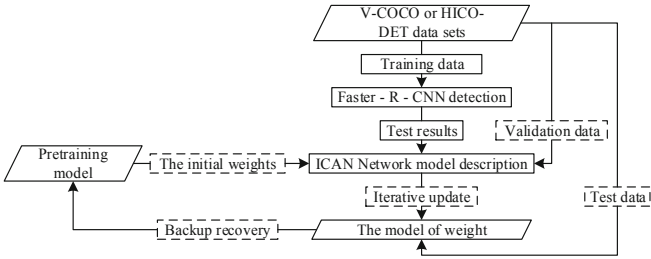 V-COCO or HICO-
DET data sets
Training data
Faster - R - CNN detection
Test results
Validation data
Pretraining
model
The initial weights
ICAN Network model description
Iterative update
Test data
Backup recovery
The model of weight